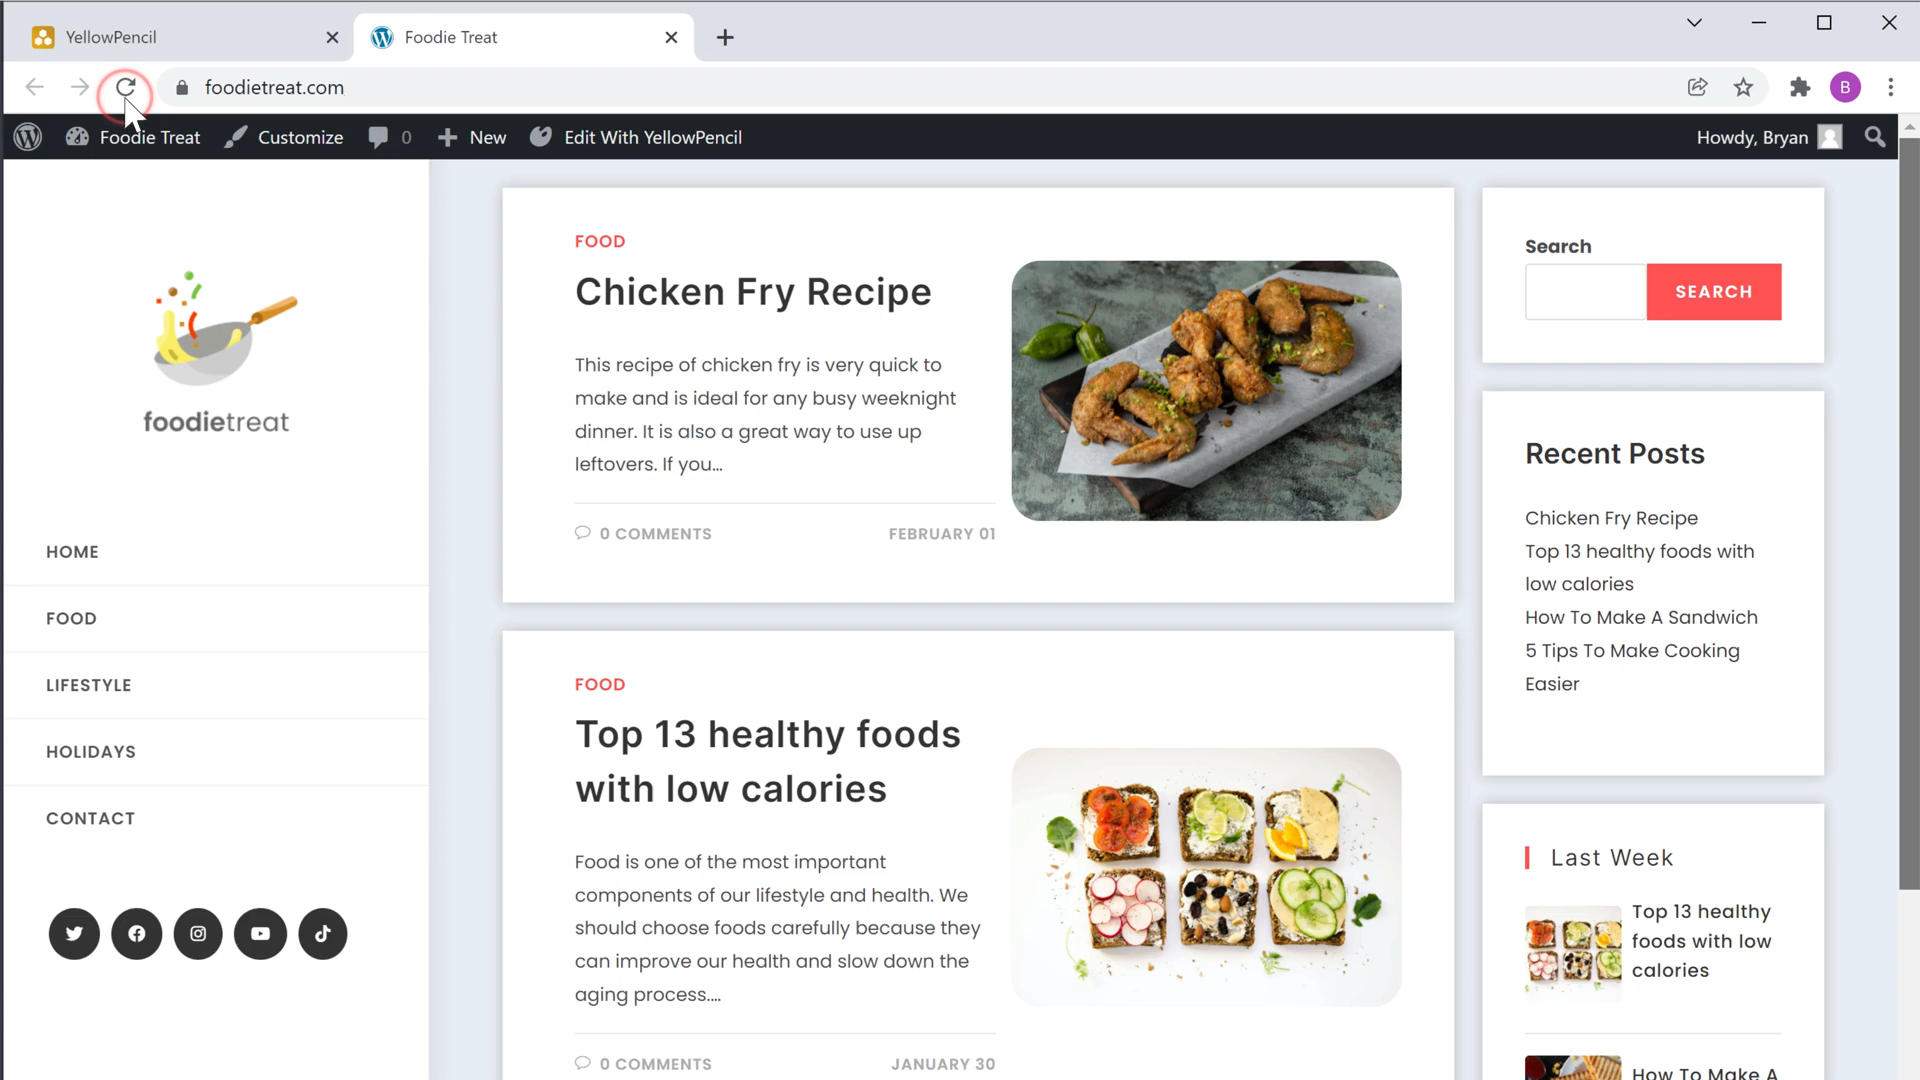 YellowPencil
Foodie Treat
foodietreat.com
B
Foodie Treat
Customize
0
New
Edit With YellowPencil
Howdy, Bryan
foodietreat
HOME
FOOD
LIFESTYLE
HOLIDAYS
CONTACT
FOOD
Chicken Fry Recipe
This recipe of chicken fry is very quick to
make and is ideal for any busy weeknight
dinner. It is also a great way to use up
leftovers. If you...
0 COMMENTS
FEBRUARY 01
FOOD
Top 13 healthy foods
with low calories
Food is one of the most important
components of our lifestyle and health. We
should choose foods carefully because they
can improve our health and slow down the
aging process....
0 COMMENTS
JANUARY 30
Search
SEARCH
Recent Posts
Chicken Fry Recipe
Top 13 healthy foods with
low calories
How To Make A Sandwich
5 Tips To Make Cooking
Easier
Last Week
Top 13 healthy
foods with low
calories
How To Make A